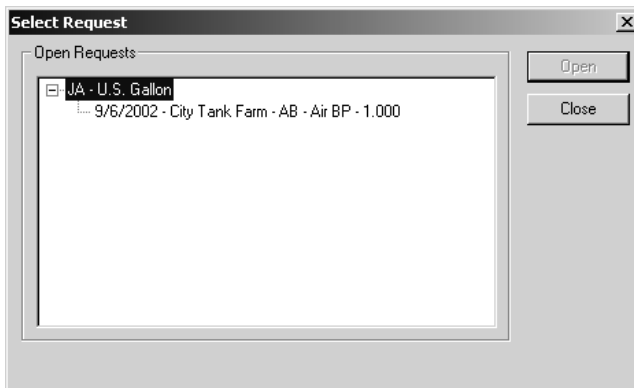 Select Request
Open Requests
Open
JA - U.S. Gallon
9/6/2002 - City Tank Farm - AB - Air BP - 1.000
Close